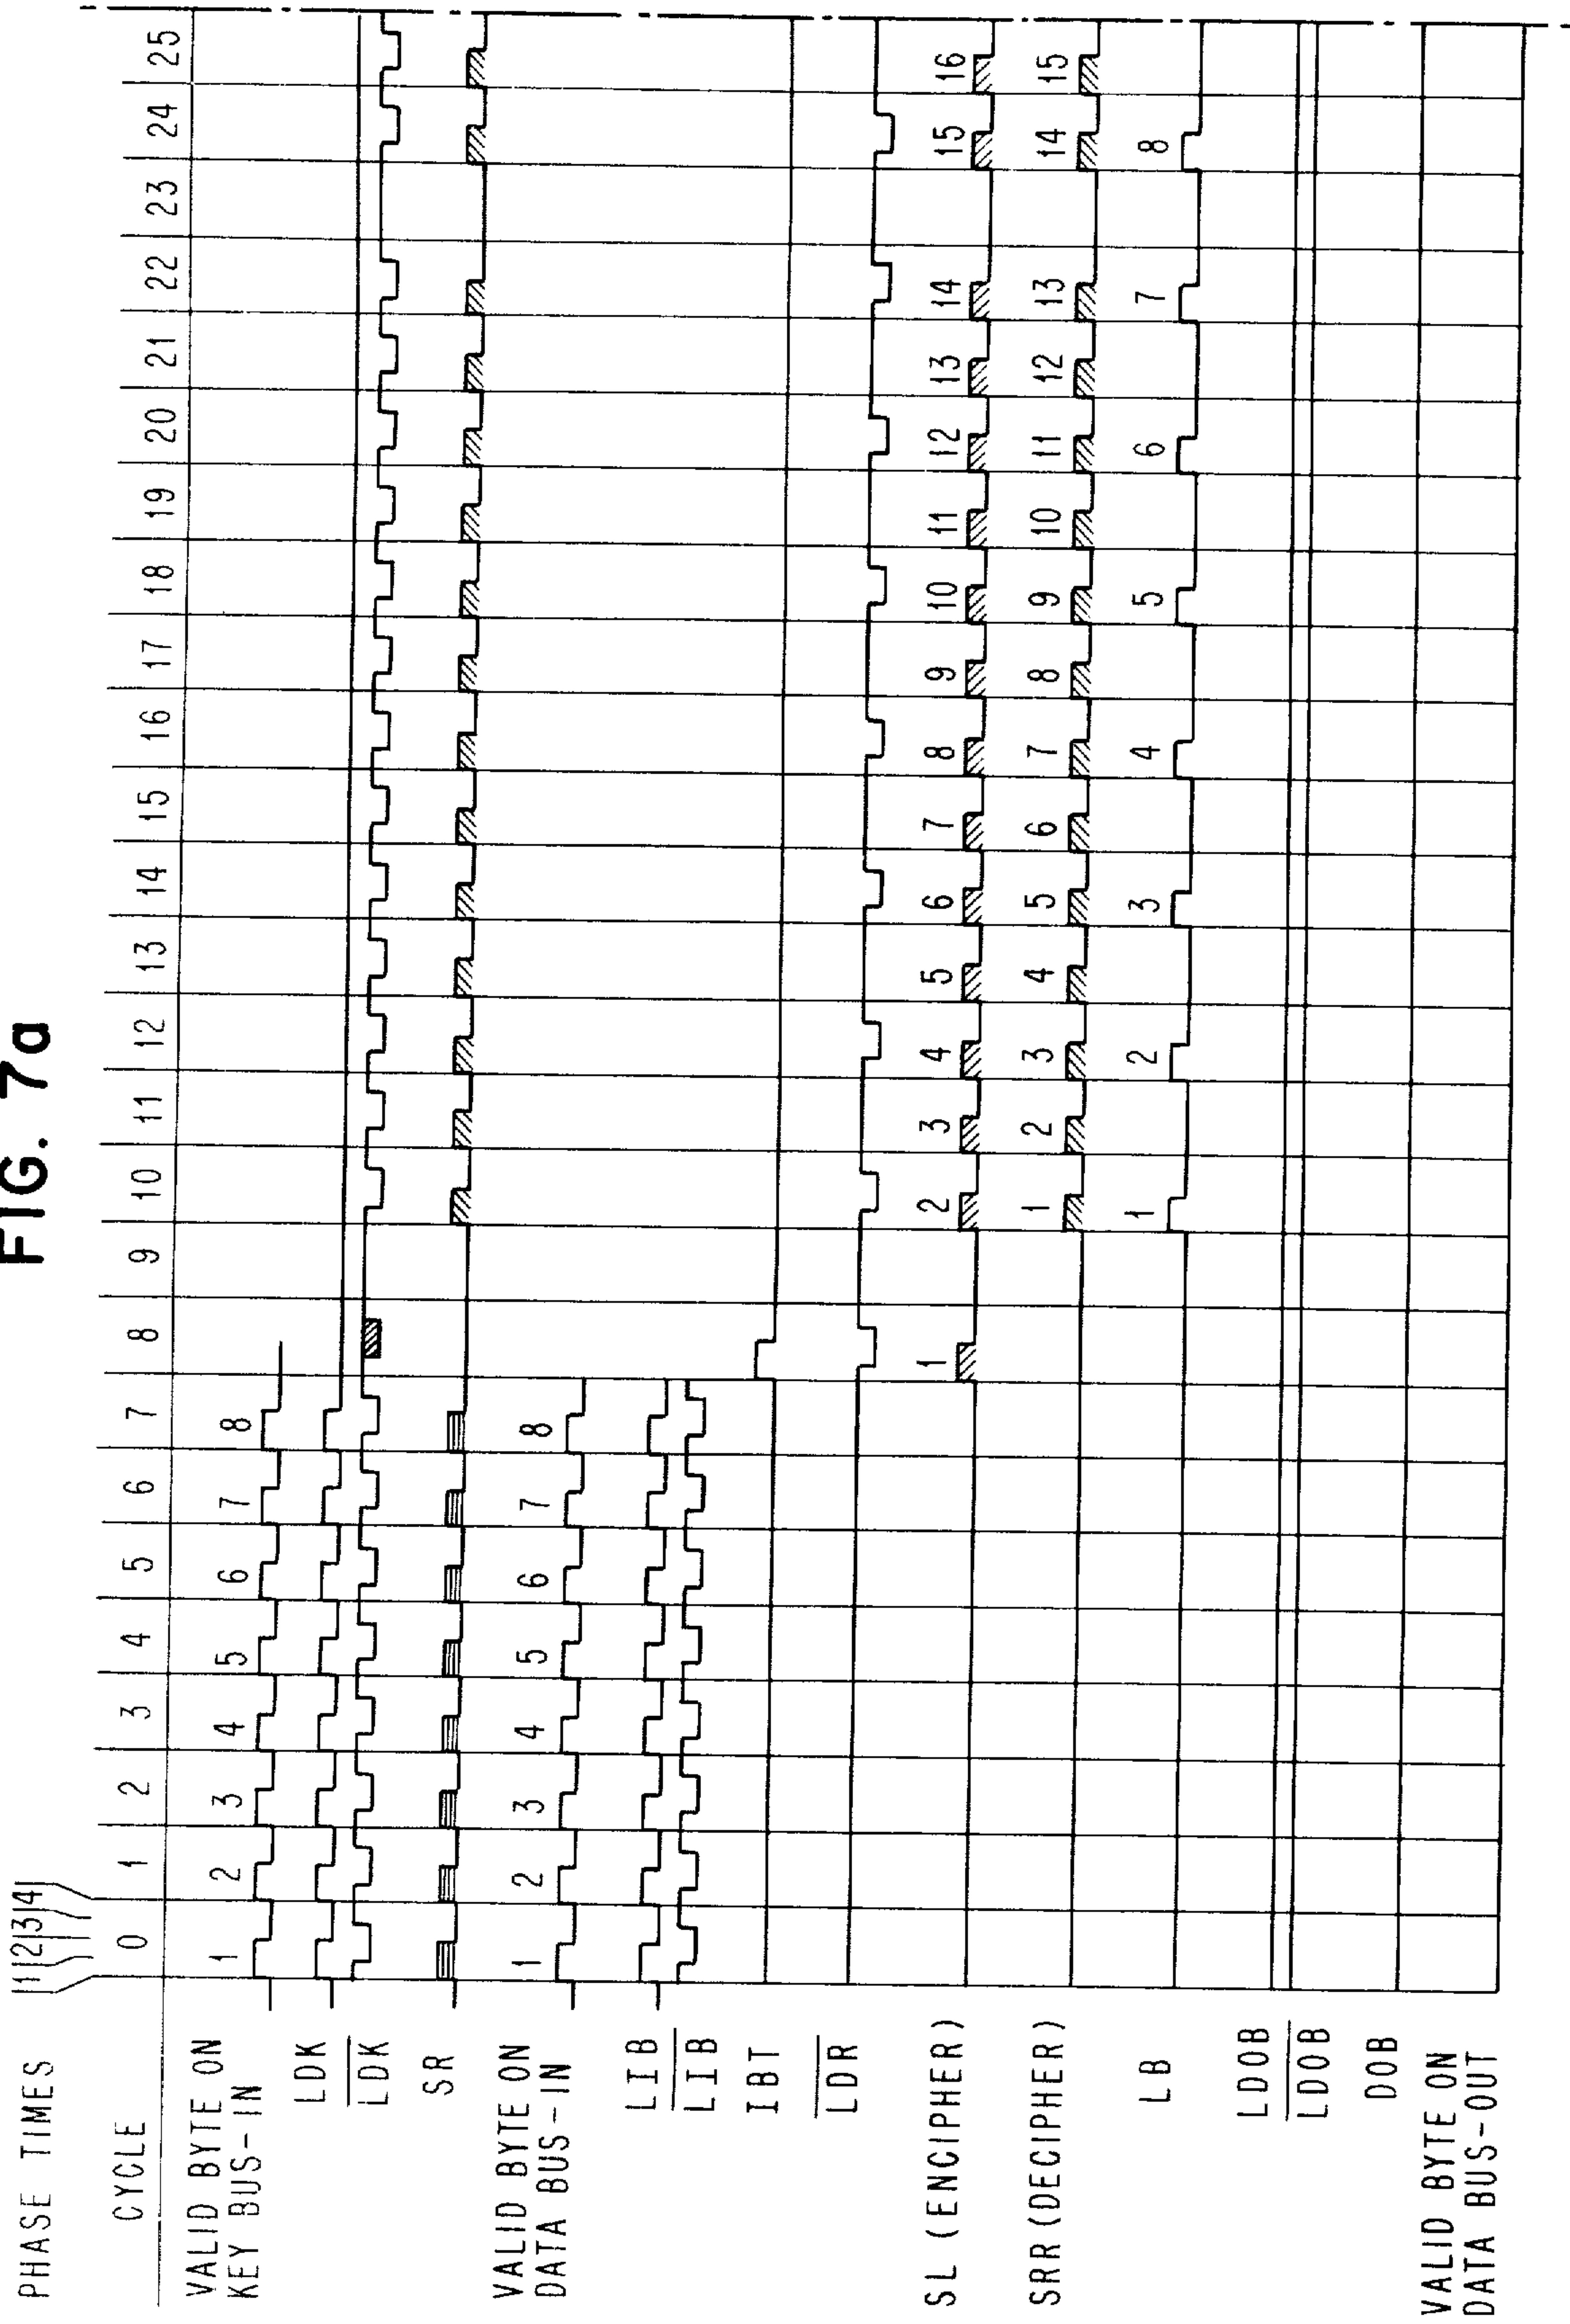 FIG. 7a
PHASE TIMES |1|2|3|4|
CYCLE 0 1 2 3 4 5 6 7 8 9 10 11 12 13 14 15 16 17 18 19 20 21 22 23 24 25
VALID BYTE ON
KEY BUS-IN 1 2 3 4 5 6 7 8
LDK
LDK
SR
VALID BYTE ON
DATA BUS-IN 1 2 3 4 5 6 7 8
LIB
LIB
IBT
LDR
SL (ENCIPHER) 1 2 3 4 5 6 7 8 9 10 11 12 13 14 15 16
SRR (DECIPHER) 1 2 3 4 5 6 7 8 9 10 11 12 13 14 15
LB 1 2 3 4 5 6 7 8
LDOB
LDOB
DOB
VALID BYTE ON
DATA BUS-OUT